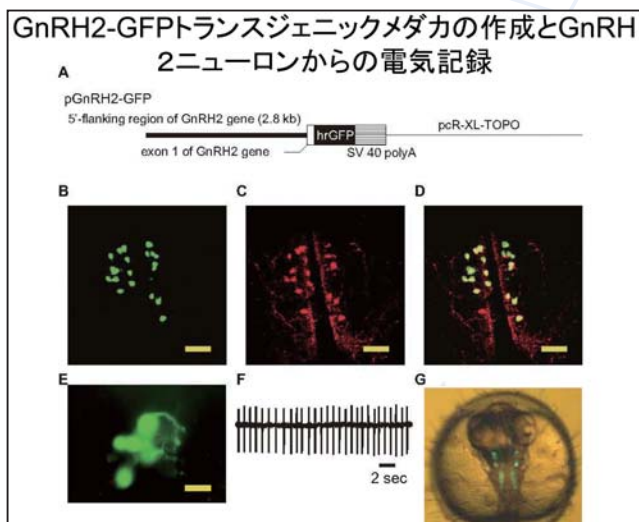 GnRH2-GFPトランスジェニックメダカの作成とGnRH
2ニューロンからの電気記録
A
pGnRH2-GFP
5'-flanking region of GnRH2 gene (2.8 kb)
pcR-XL-TOPO
hrGFP
exon 1 of GnRH2 gene
SV 40 polyA
B
C
D
E
F
G
2 sec